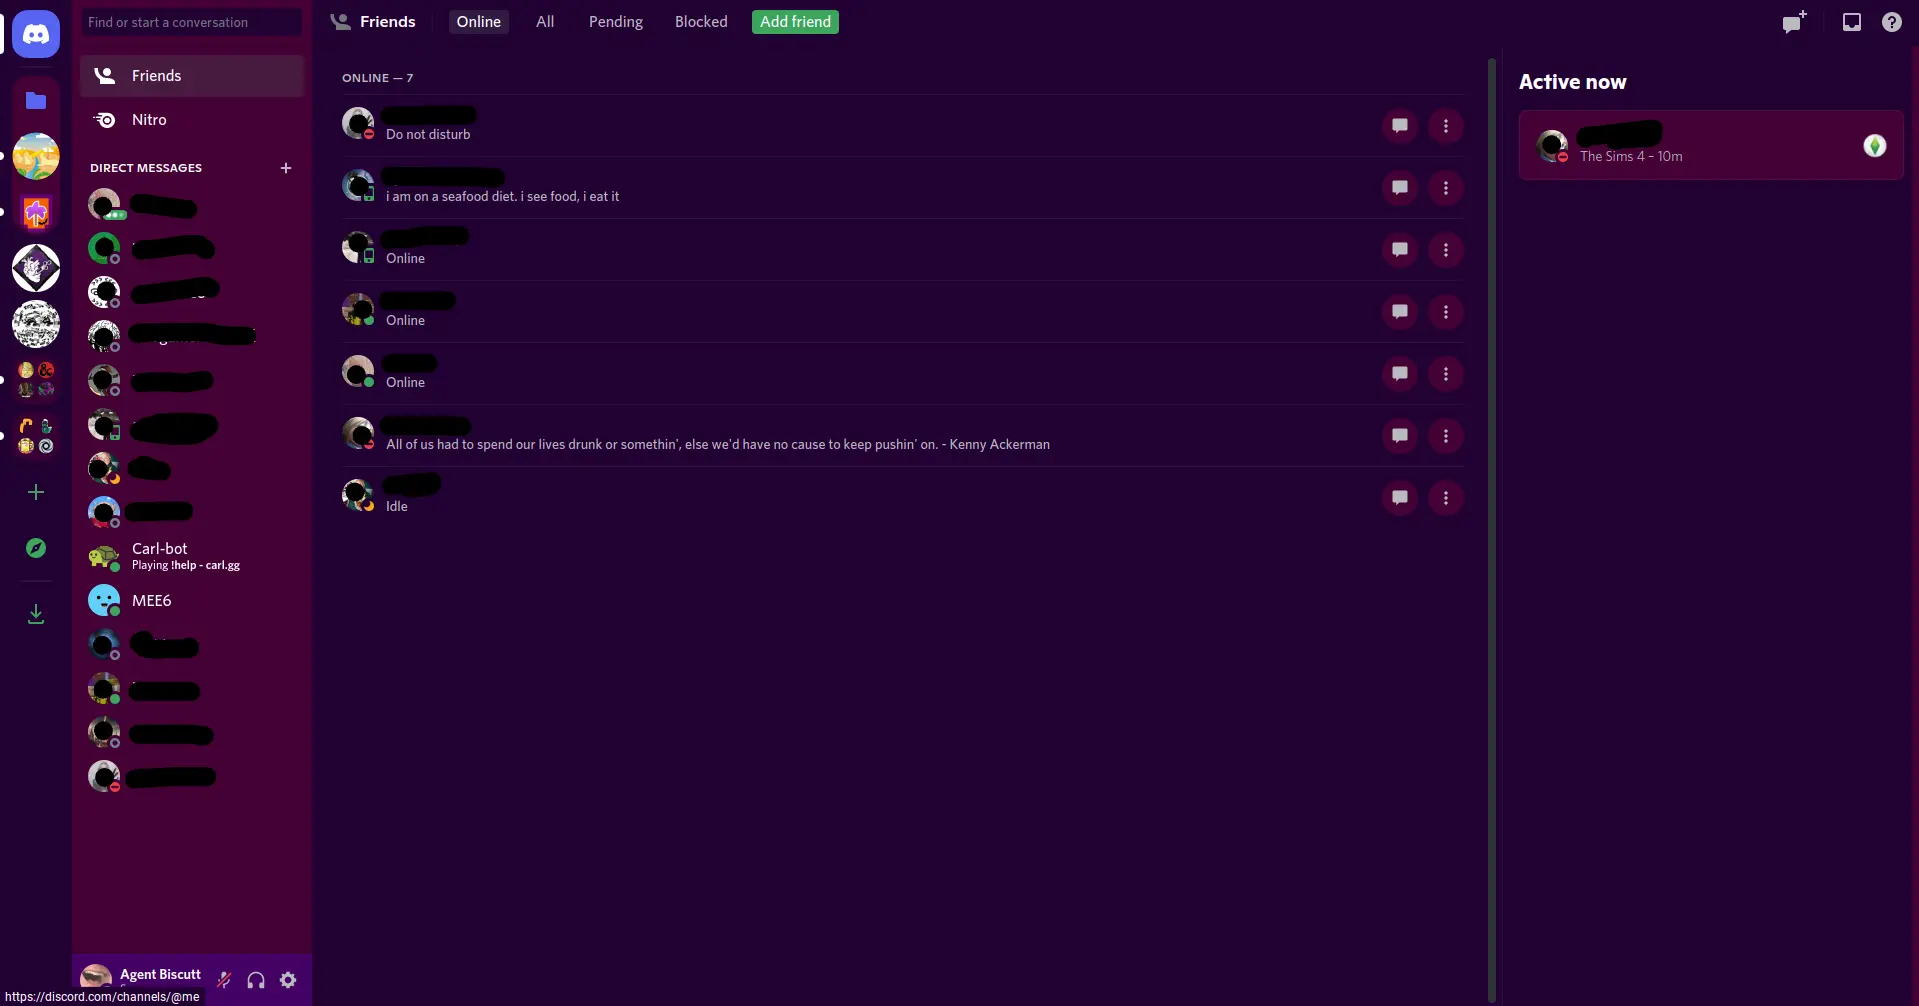 Find or start a conversation
Friends
Nitro
DIRECT MESSAGES
Carl-bot
Playing !help - carl.gg
MEE6
Agent Biscutt
https://discord.com/channels/@me
Friends
Online
All
Pending
Blocked
Add friend
ONLINE — 7
Do not disturb
i am on a seafood diet. i see food, i eat it
Online
Online
Online
All of us had to spend our lives drunk or somethin', else we'd have no cause to keep pushin' on. - Kenny Ackerman
Idle
Active now
The Sims 4 – 10m